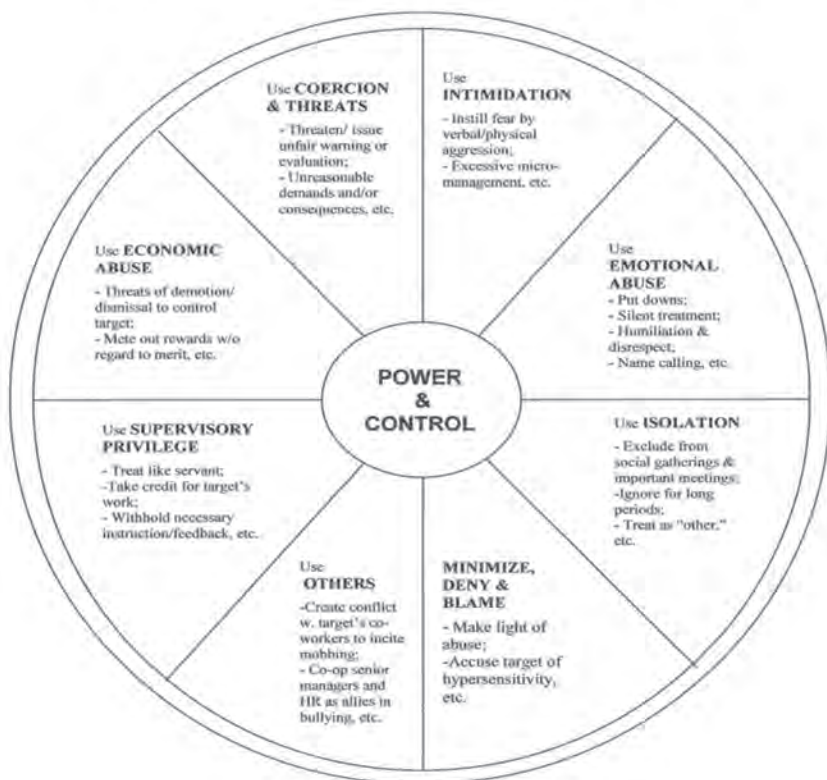 Use COERCION
& THREATS
- Threaten/ issue
unfair warning or
evaluation;
- Unreasonable
demands and/or
consequences, etc.
Use
INTIMIDATION
- Instill fear by
verbal/physical
aggression;
- Excessive micro-
management, etc.
Use
EMOTIONAL
ABUSE
- Put downs;
- Silent treatment;
- Humiliation &
disrespect;
- Name calling, etc.
Use ISOLATION
- Exclude from
social gatherings &
important meetings;
-Ignore for long
periods;
- Treat as "other,"
etc.
MINIMIZE,
DENY &
BLAME
- Make light of
abuse;
-Accuse target of
hypersensitivity,
etc.
Use
OTHERS
-Create conflict
w. target's co-
workers to incite
mobbing;
- Co-op senior
managers and
HR as allies in
bullying, etc.
Use SUPERVISORY
PRIVILEGE
- Treat like servant;
-Take credit for target's
work;
- Withhold necessary
instruction/feedback, etc.
Use ECONOMIC
ABUSE
- Threats of demotion/
dismissal to control
target;
- Mete out rewards w/o
regard to merit, etc.
POWER
&
CONTROL